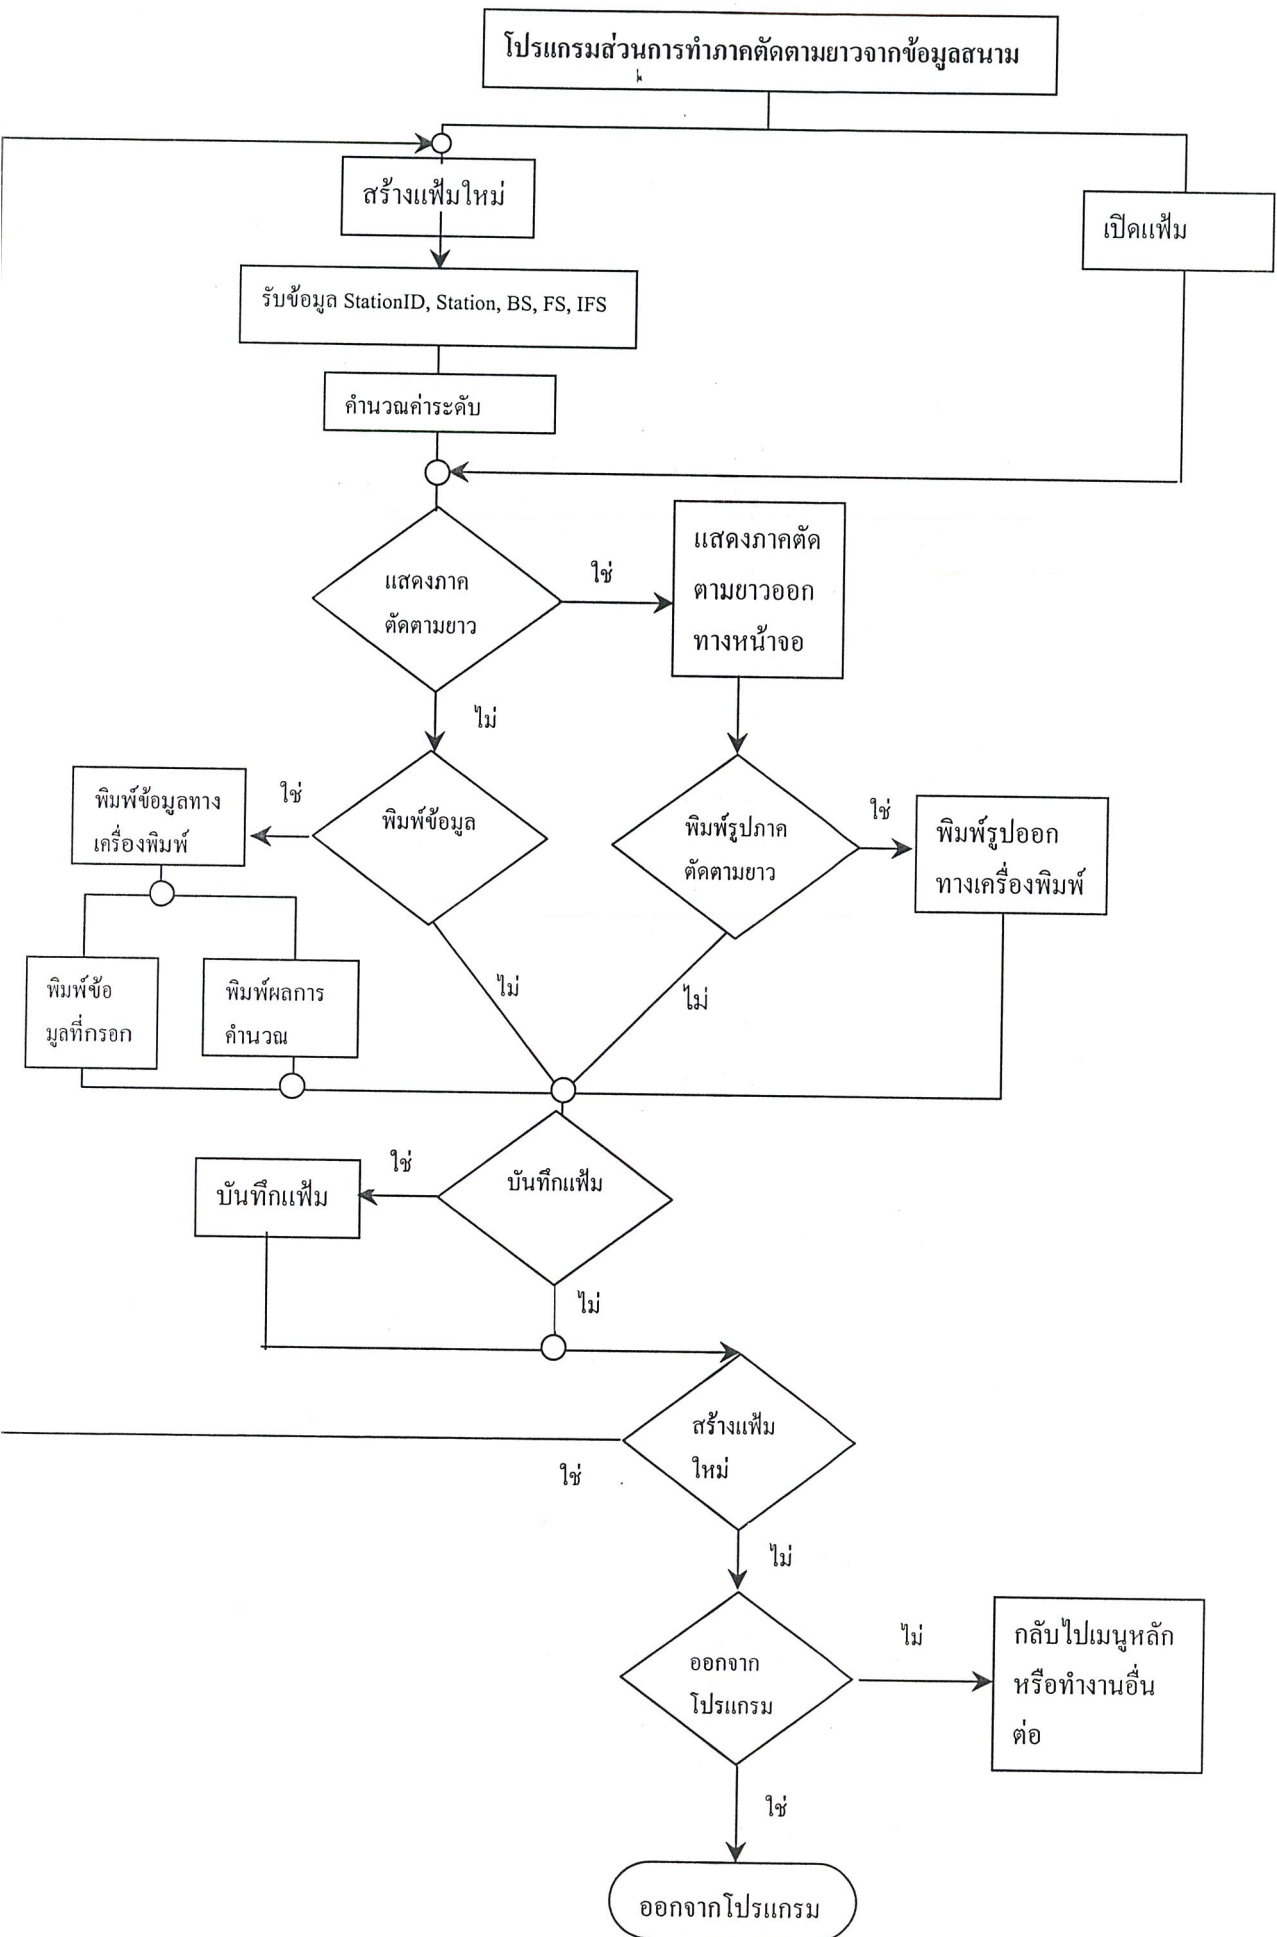 โปรแกรมส่วนการทำภาคตัดตามยาวจากข้อมูลสนาม
สร้างแฟ้มใหม่
เปิดแฟ้ม
รับข้อมูล StationID, Station, BS, FS, IFS
คำนวณค่าระดับ
แสดงภาค
ตัดตามยาว
ใช่
แสดงภาคตัด
ตามยาวออก
ทางหน้าจอ
ไม่
พิมพ์ข้อมูลทาง
เครื่องพิมพ์
ใช่
พิมพ์ข้อมูล
พิมพ์รูปภาค
ตัดตามยาว
ใช่
พิมพ์รูปออก
ทางเครื่องพิมพ์
พิมพ์ข้อ
มูลที่กรอก
พิมพ์ผลการ
คำนวณ
ไม่
ไม่
บันทึกแฟ้ม
ใช่
บันทึกแฟ้ม
ไม่
สร้างแฟ้ม
ใหม่
ใช่
ไม่
ออกจาก
โปรแกรม
ไม่
กลับไปเมนูหลัก
หรือทำงานอื่น
ต่อ
ใช่
ออกจากโปรแกรม